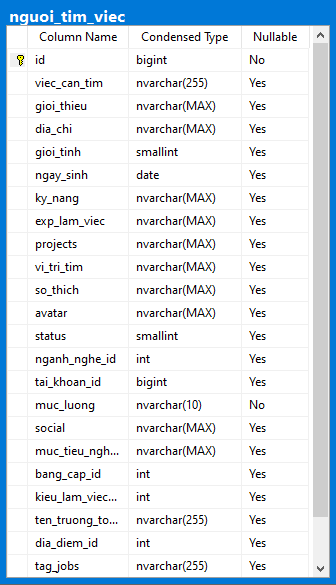 nguoi_tim_viec
Column Name Condensed Type Nullable
id bigint No
viec_can_tim nvarchar(255) Yes
gioi_thieu nvarchar(MAX) Yes
dia_chi nvarchar(MAX) Yes
gioi_tinh smallint Yes
ngay_sinh date Yes
ky_nang nvarchar(MAX) Yes
exp_lam_viec nvarchar(MAX) Yes
projects nvarchar(MAX) Yes
vi_tri_tim nvarchar(MAX) Yes
so_thich nvarchar(MAX) Yes
avatar nvarchar(MAX) Yes
status smallint Yes
nganh_nghe_id int Yes
tai_khoan_id bigint Yes
muc_luong nvarchar(10) No
social nvarchar(MAX) Yes
muc_tieu_ngh... nvarchar(MAX) Yes
bang_cap_id int Yes
kieu_lam_viec... int Yes
ten_truong_to... nvarchar(255) Yes
dia_diem_id int Yes
tag_jobs nvarchar(255) Yes